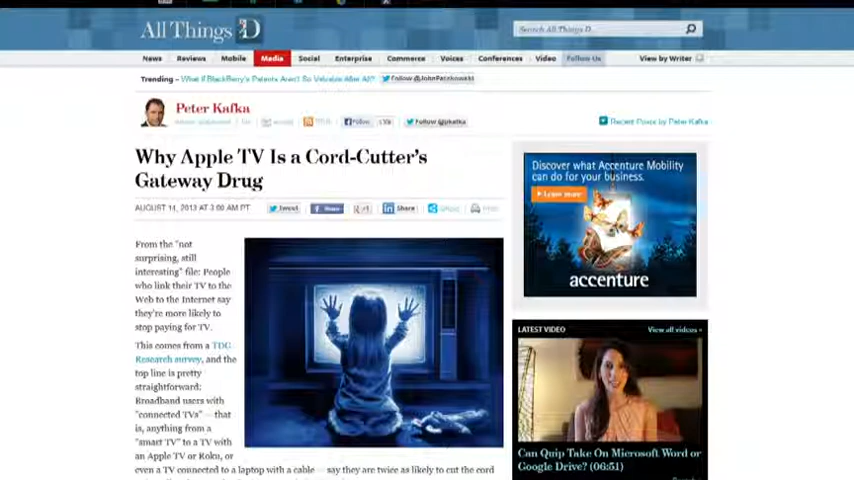 All Things D
Search All Things D...
News Reviews Mobile Media Social Enterprise Commerce Voices Conferences Video Follow Us View by Writer
Trending – What if BlackBerry's Patents Aren't So Valuable After All? Follow @JohnPaczkowski
Peter Kafka
Follow Follow @pkafka Recent Posts by Peter Kafka
Why Apple TV Is a Cord-Cutter's
Gateway Drug
AUGUST 14, 2013 AT 3:00 AM PT Tweet Share +1 Share
From the "not
surprising, still
interesting" file: People
who link their TV to the
Web to the Internet say
they're more likely to
stop paying for TV.
This comes from a TDG
Research survey, and the
top line is pretty
straightforward:
Broadband users with
"connected TVs" — that
is, anything from a
"smart TV" to a TV with
an Apple TV or Roku, or
even a TV connected to a laptop with a cable — say they are twice as likely to cut the cord
Discover what Accenture Mobility
can do for your business.
Learn more
accenture
LATEST VIDEO View all videos »
Can Quip Take On Microsoft Word or
Google Drive? (06:51)